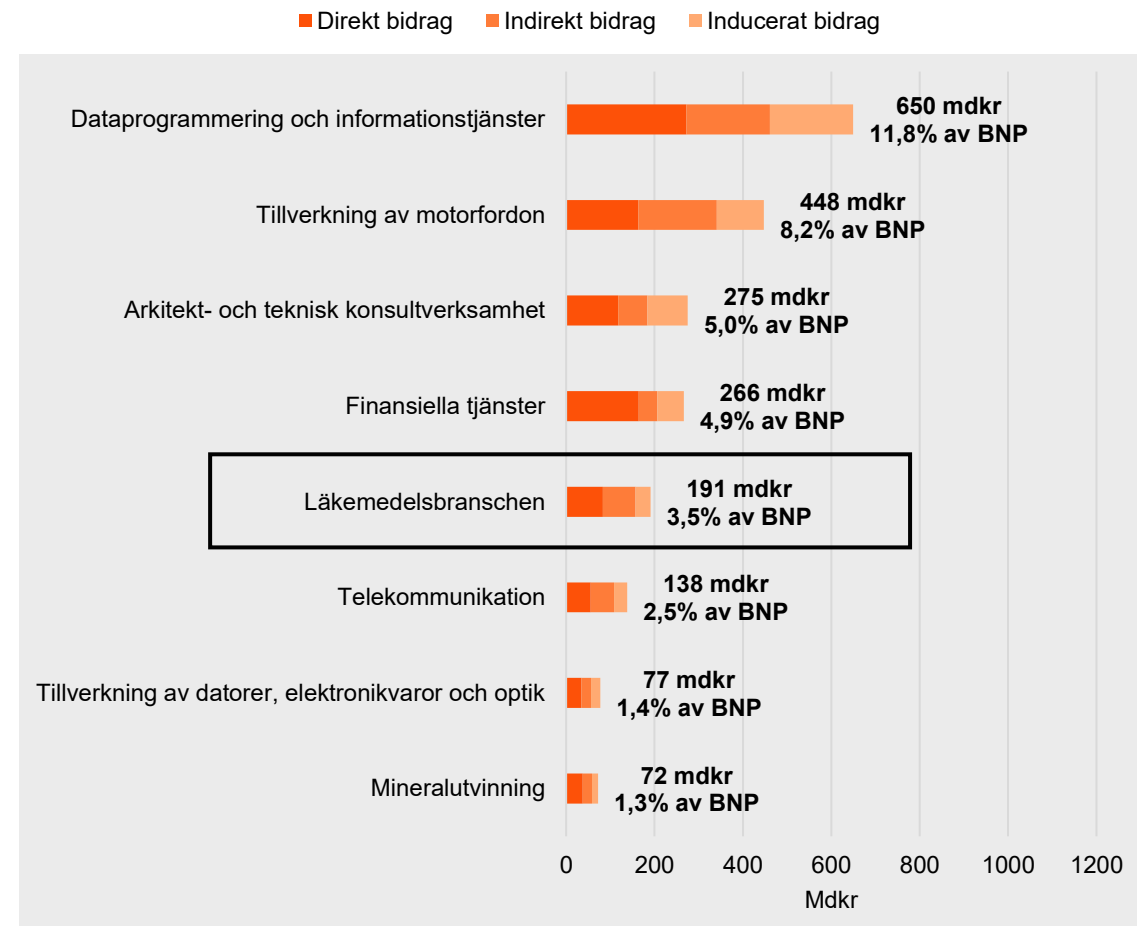 Direkt bidrag Indirekt bidrag Inducerat bidrag
Dataprogrammering och informationstjänster
650 mdkr
11,8% av BNP
Tillverkning av motorfordon
448 mdkr
8,2% av BNP
Arkitekt- och teknisk konsultverksamhet
275 mdkr
5,0% av BNP
Finansiella tjänster
266 mdkr
4,9% av BNP
Läkemedelsbranschen
191 mdkr
3,5% av BNP
Telekommunikation
138 mdkr
2,5% av BNP
Tillverkning av datorer, elektronikvaror och optik
77 mdkr
1,4% av BNP
Mineralutvinning
72 mdkr
1,3% av BNP
0 200 400 600 800 1000 1200
Mdkr